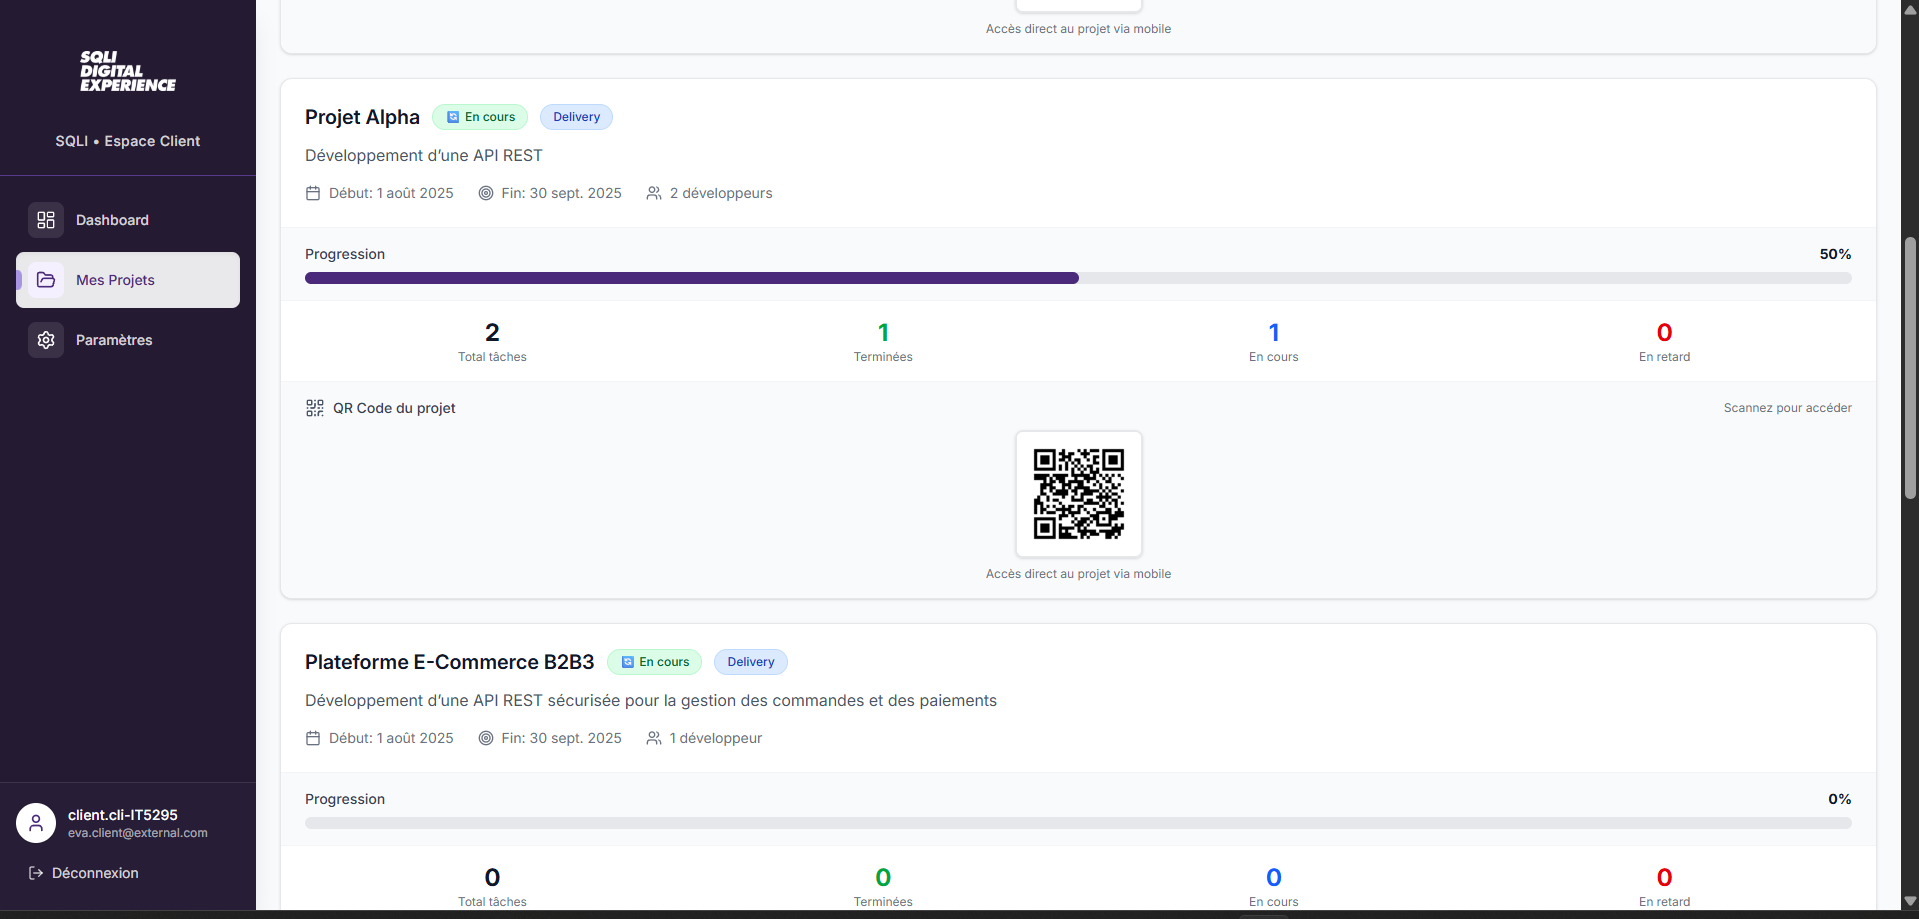 SQLI
DIGITAL
EXPERIENCE
SQLI • Espace Client
Dashboard
Mes Projets
Paramètres
client.cli-IT5295
eva.client@external.com
Déconnexion
Accès direct au projet via mobile
Projet Alpha En cours Delivery
Développement d’une API REST
Début: 1 août 2025 Fin: 30 sept. 2025 2 développeurs
Progression 50%
2 1 1 0
Total tâches Terminées En cours En retard
QR Code du projet Scannez pour accéder
Accès direct au projet via mobile
Plateforme E-Commerce B2B3 En cours Delivery
Développement d’une API REST sécurisée pour la gestion des commandes et des paiements
Début: 1 août 2025 Fin: 30 sept. 2025 1 développeur
Progression 0%
0 0 0 0
Total tâches Terminées En cours En retard